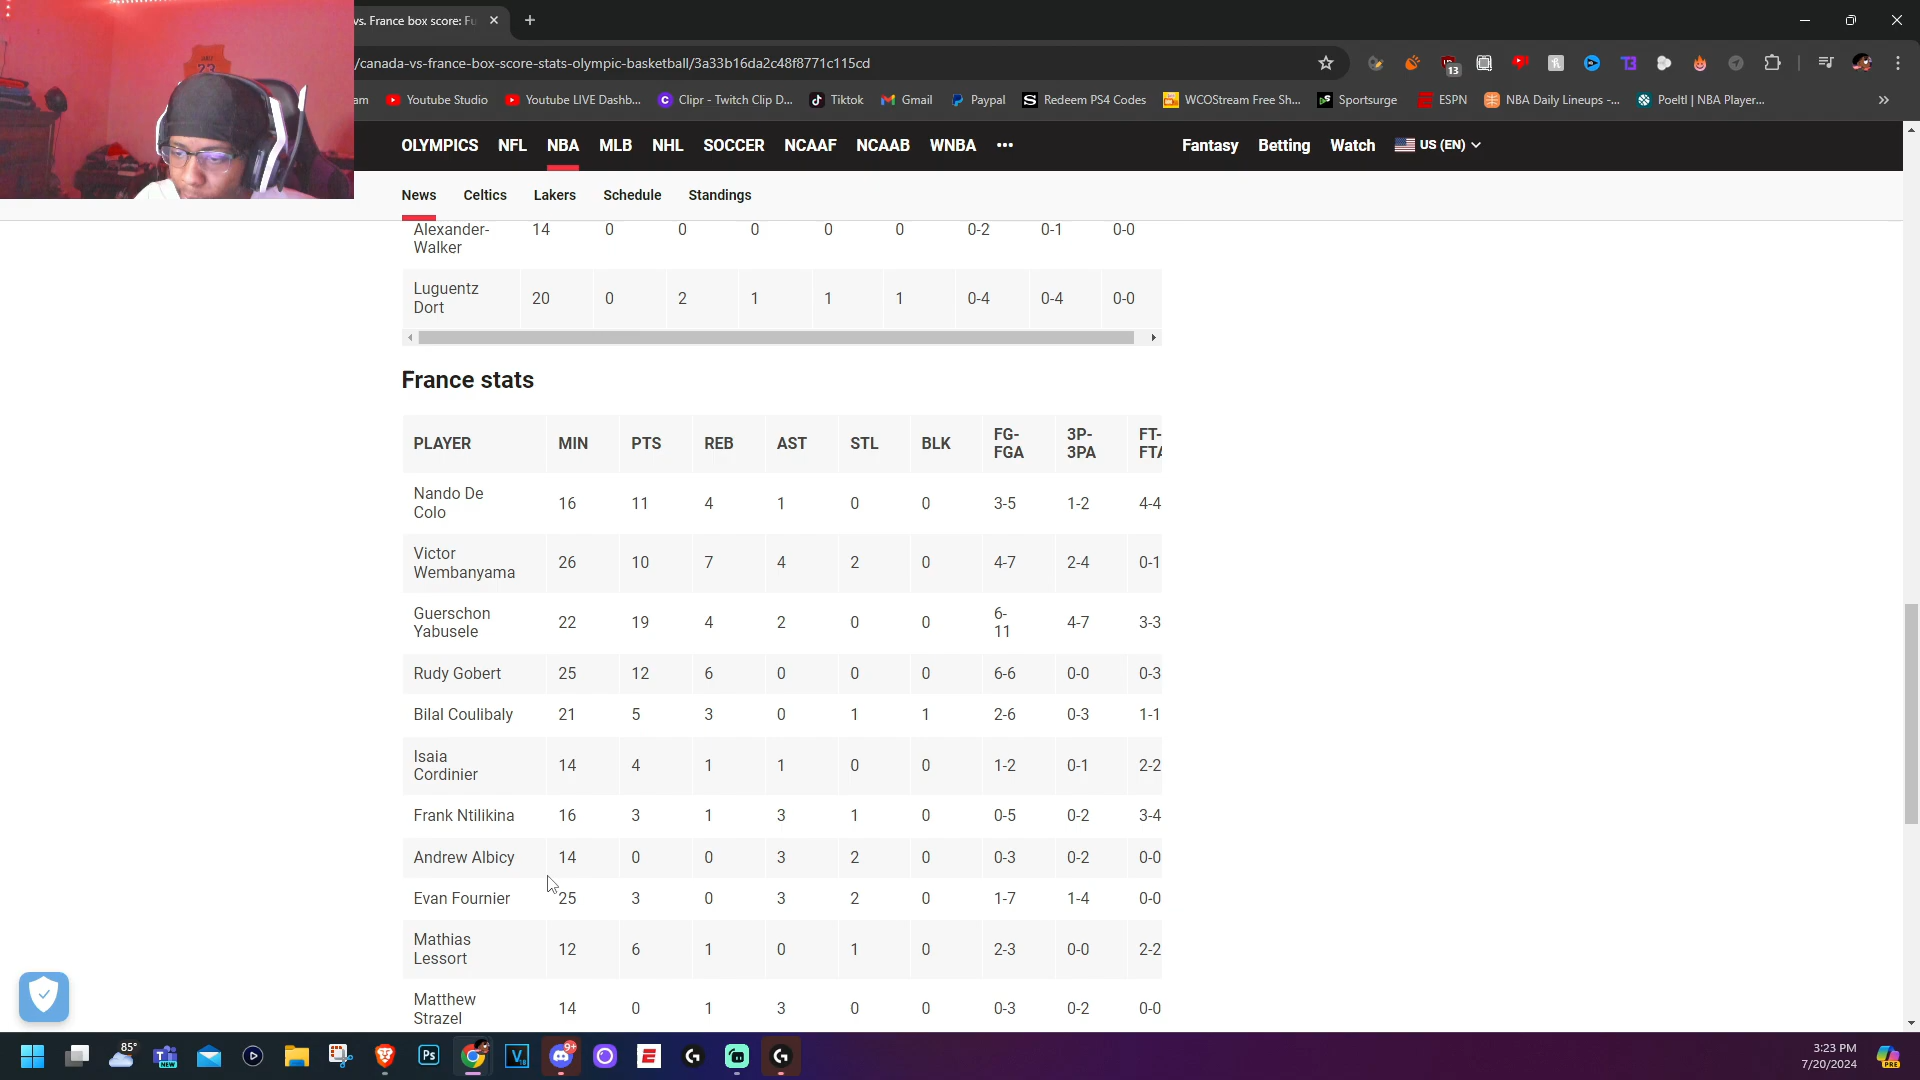 vs. France box score: Fu
/canada-vs-france-box-score-stats-olympic-basketball/3a33b16da2c48f8771c115cd
13
am Youtube Studio Youtube LIVE Dashb... Clipr - Twitch Clip D... Tiktok Gmail Paypal Redeem PS4 Codes WCOStream Free Sh... Sportsurge ESPN NBA Daily Lineups -... Poeltl | NBA Player...
OLYMPICS NFL NBA MLB NHL SOCCER NCAAF NCAAB WNBA ••• Fantasy Betting Watch US (EN)
News Celtics Lakers Schedule Standings
Alexander- 14 0 0 0 0 0 0-2 0-1 0-0
Walker
Luguentz
Dort 20 0 2 1 1 1 0-4 0-4 0-0
France stats
PLAYER MIN PTS REB AST STL BLK FG- 3P- FT-
FGA 3PA FTA
Nando De
Colo 16 11 4 1 0 0 3-5 1-2 4-4
Victor
Wembanyama 26 10 7 4 2 0 4-7 2-4 0-1
Guerschon
Yabusele 22 19 4 2 0 0 6-
11 4-7 3-3
Rudy Gobert 25 12 6 0 0 0 6-6 0-0 0-3
Bilal Coulibaly 21 5 3 0 1 1 2-6 0-3 1-1
Isaia
Cordinier 14 4 1 1 0 0 1-2 0-1 2-2
Frank Ntilikina 16 3 1 3 1 0 0-5 0-2 3-4
Andrew Albicy 14 0 0 3 2 0 0-3 0-2 0-0
Evan Fournier 25 3 0 3 2 0 1-7 1-4 0-0
Mathias
Lessort 12 6 1 0 1 0 2-3 0-0 2-2
Matthew
Strazel 14 0 1 3 0 0 0-3 0-2 0-0
85°
NEW
Ps
9+
3:23 PM
7/20/2024
PRE